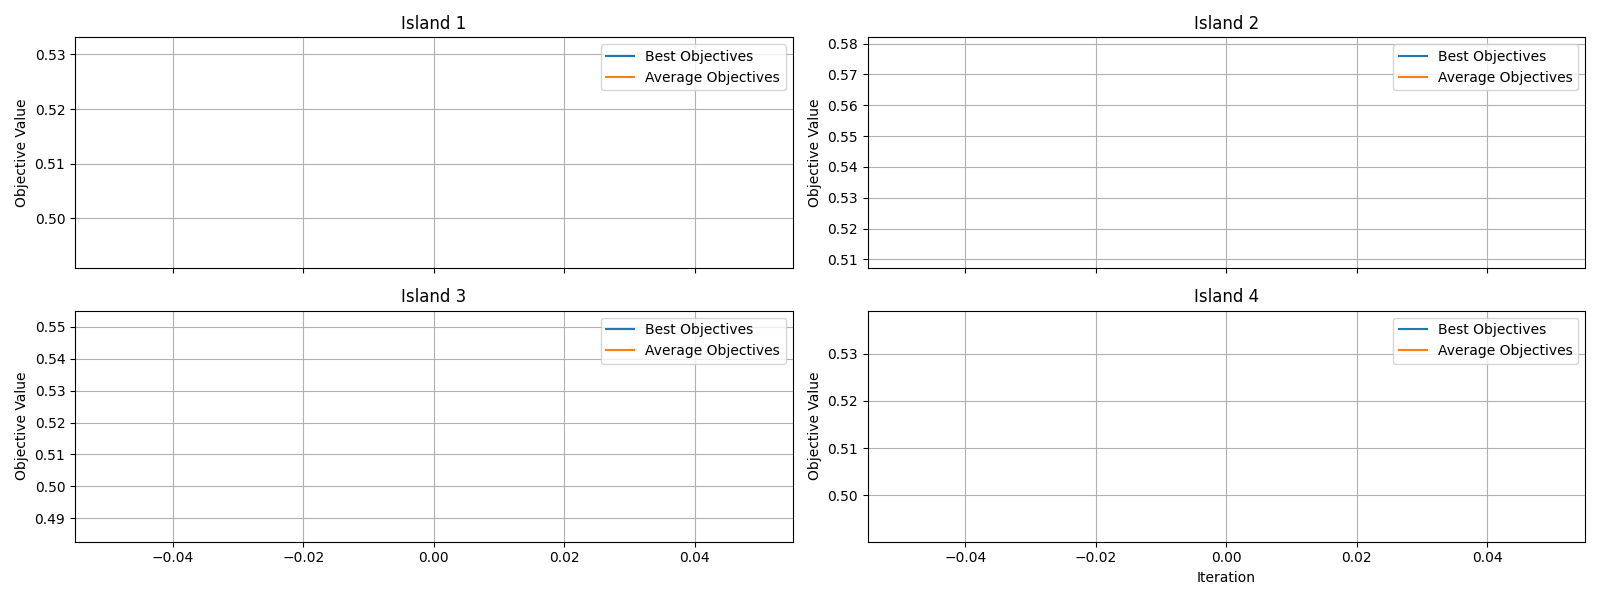 Island 1
Objective Value
0.53
0.52
0.51
0.50
Best Objectives
Average Objectives
Island 2
Objective Value
0.58
0.57
0.56
0.55
0.54
0.53
0.52
0.51
Best Objectives
Average Objectives
Island 3
Objective Value
0.55
0.54
0.53
0.52
0.51
0.50
0.49
Best Objectives
Average Objectives
−0.04 −0.02 0.00 0.02 0.04
Island 4
Objective Value
0.53
0.52
0.51
0.50
Best Objectives
Average Objectives
−0.04 −0.02 0.00 0.02 0.04
Iteration